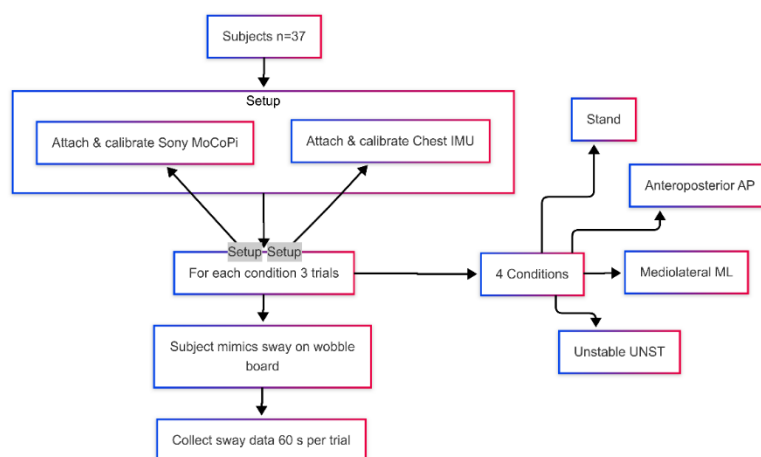 Subjects n=37
Setup
Attach & calibrate Sony MoCoPi
Attach & calibrate Chest IMU
Stand
Anteroposterior AP
Setup Setup
For each condition 3 trials
4 Conditions
Mediolateral ML
Subject mimics sway on wobble
board
Unstable UNST
Collect sway data 60 s per trial